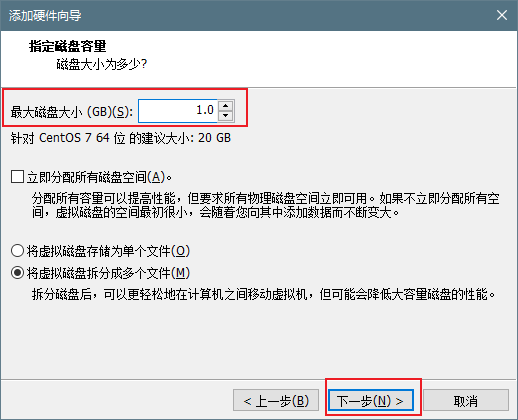 添加硬件向导
指定磁盘容量
磁盘大小为多少?
最大磁盘大小 (GB)(S): 1.0
针对 CentOS 7 64 位 的建议大小: 20 GB
立即分配所有磁盘空间(A)。
分配所有容量可以提高性能，但要求所有物理磁盘空间立即可用。如果不立即分配所有空
间，虚拟磁盘的空间最初很小，会随着您向其中添加数据而不断变大。
将虚拟磁盘存储为单个文件(O)
将虚拟磁盘拆分成多个文件(M)
拆分磁盘后，可以更轻松地在计算机之间移动虚拟机，但可能会降低大容量磁盘的性能。
< 上一步(B) 下一步(N) > 取消